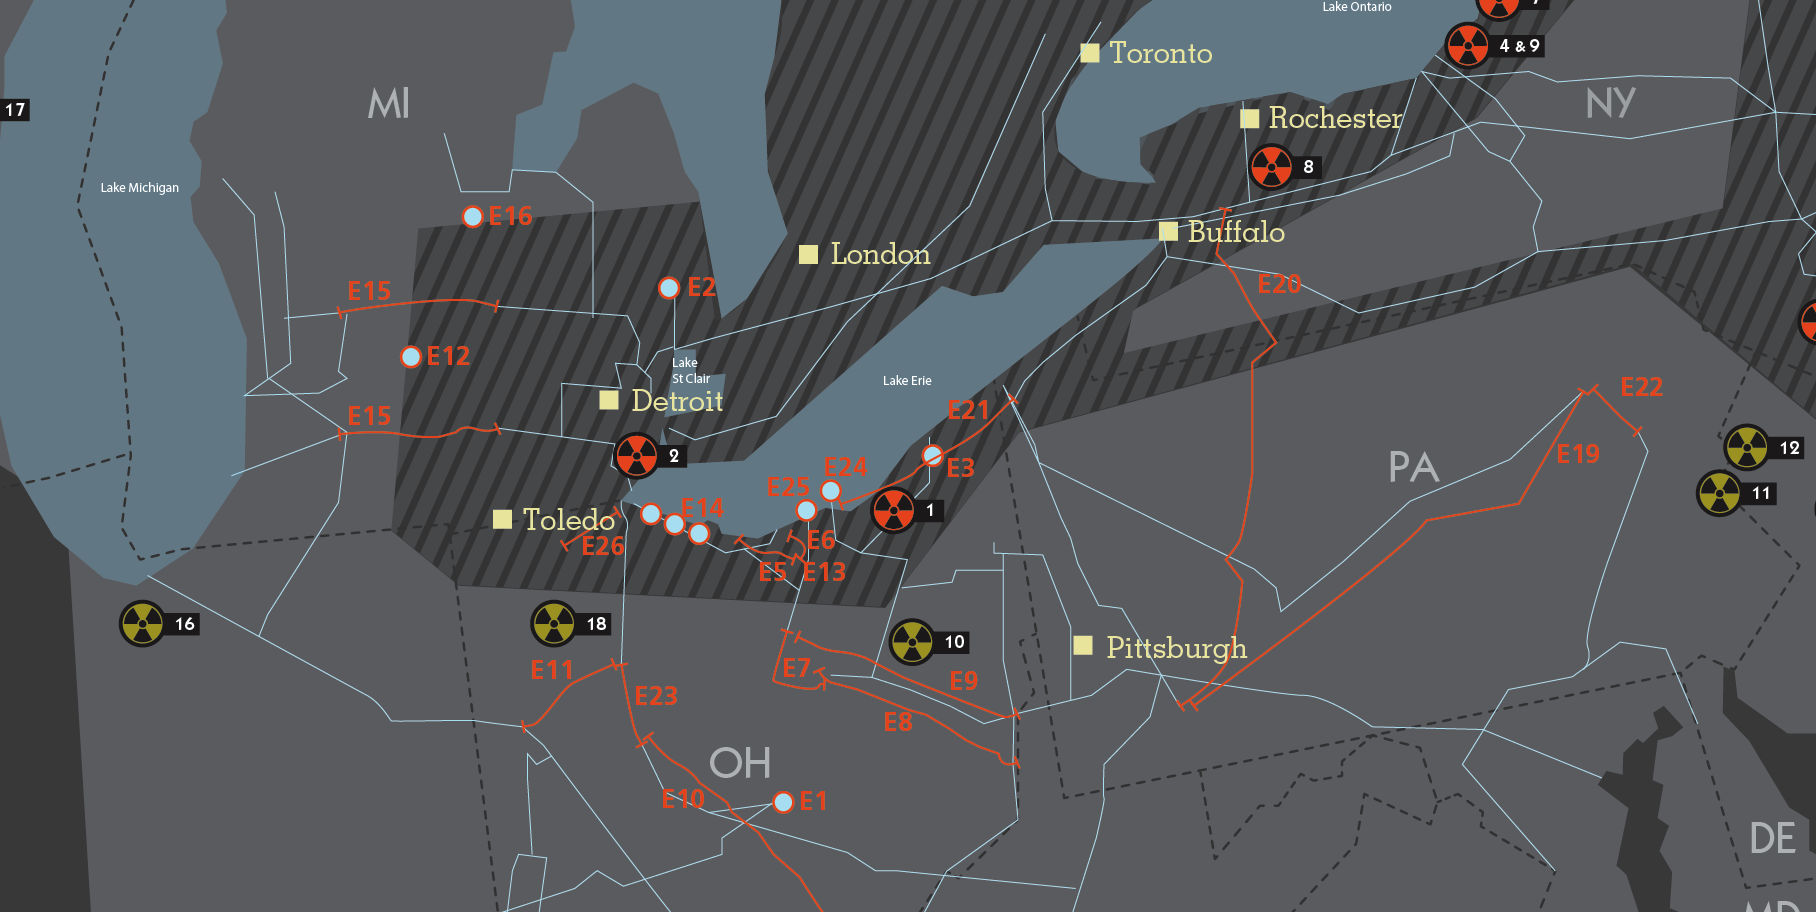 Lake Ontario
7
4 & 9
Toronto
17
MI
NY
Rochester
8
Lake Michigan
E16
Buffalo
London
E2
E20
E15
E12
Lake
St Clair
Lake Erie
E22
Detroit
E21
E15
12
2
E24
E3
PA
E19
E25
11
E14
1
Toledo
E26
E6
E5
E13
16
18
10
Pittsburgh
E11
E7
E9
E23
E8
OH
E10
E1
DE
MD